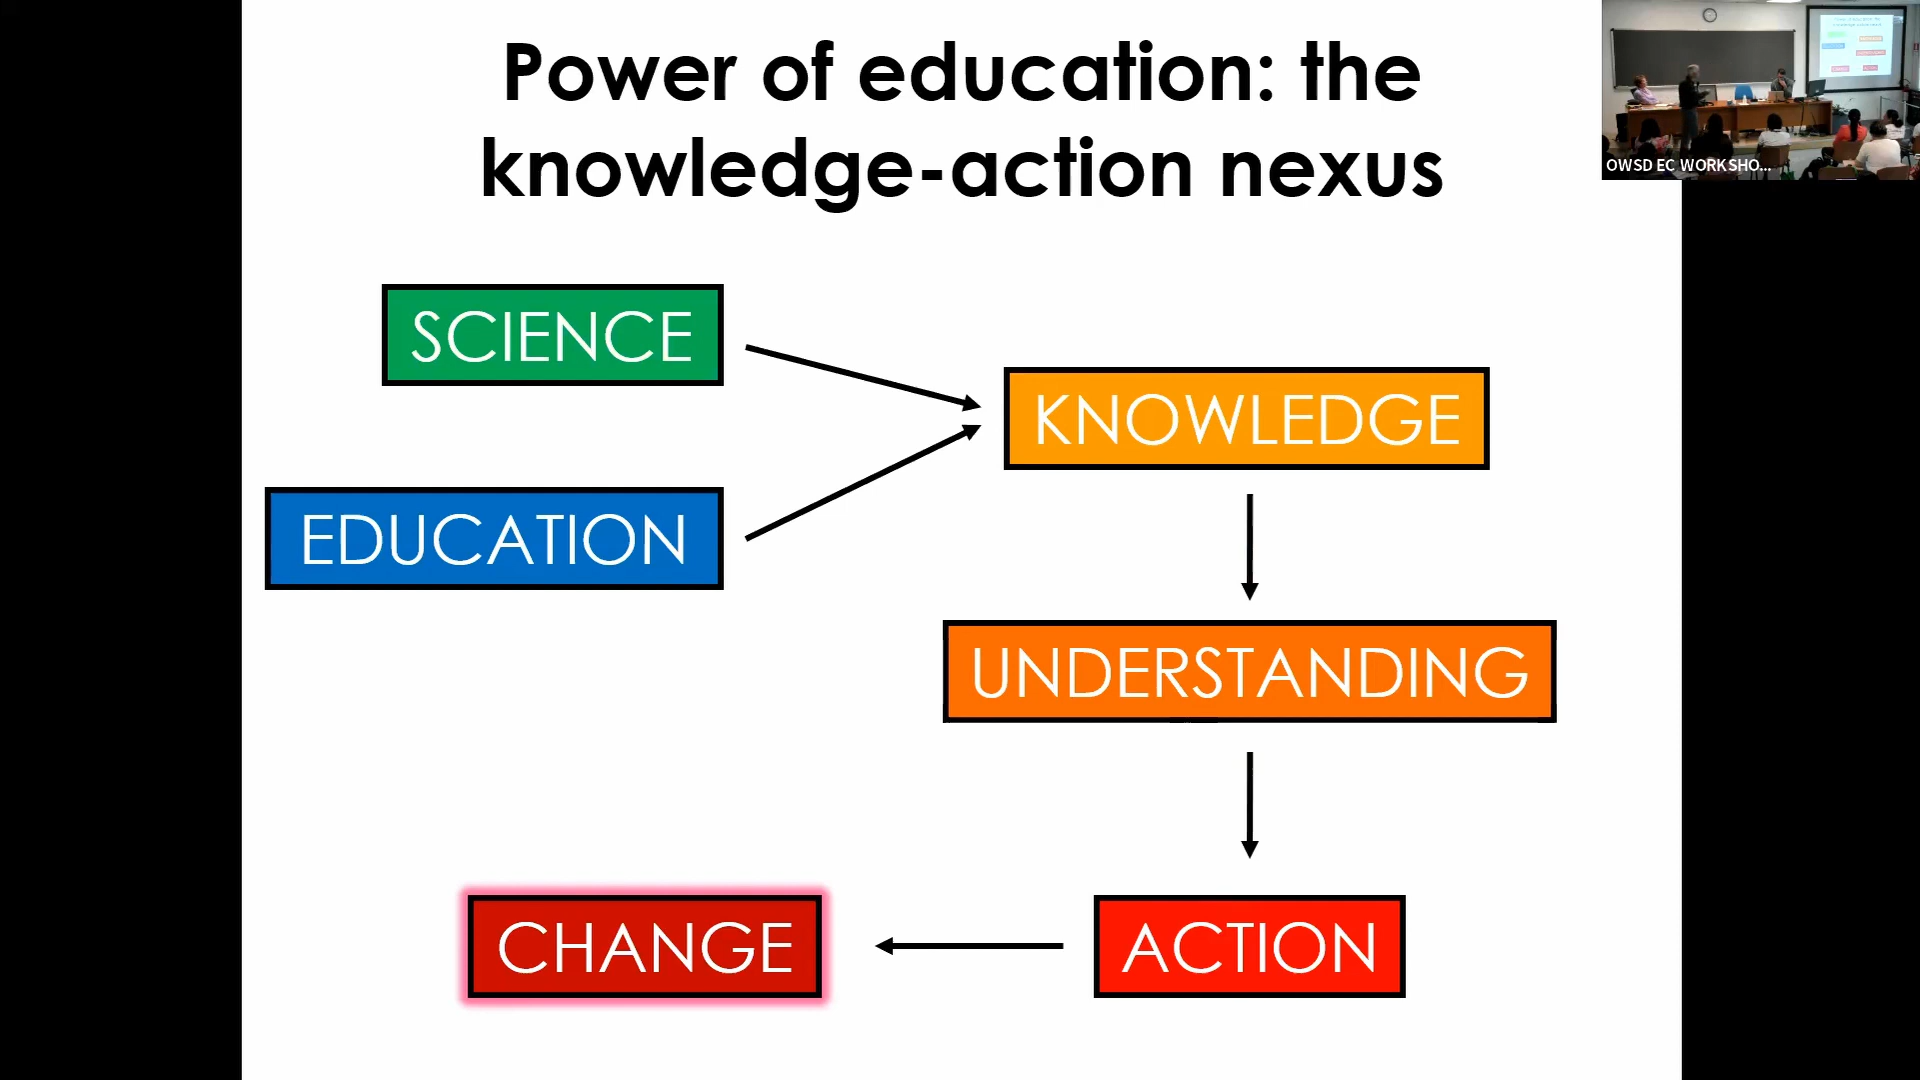 Power of education: the
knowledge-action nexus
SCIENCE
KNOWLEDGE
EDUCATION
UNDERSTANDING
CHANGE
ACTION
OWSD EC WORKSHO...